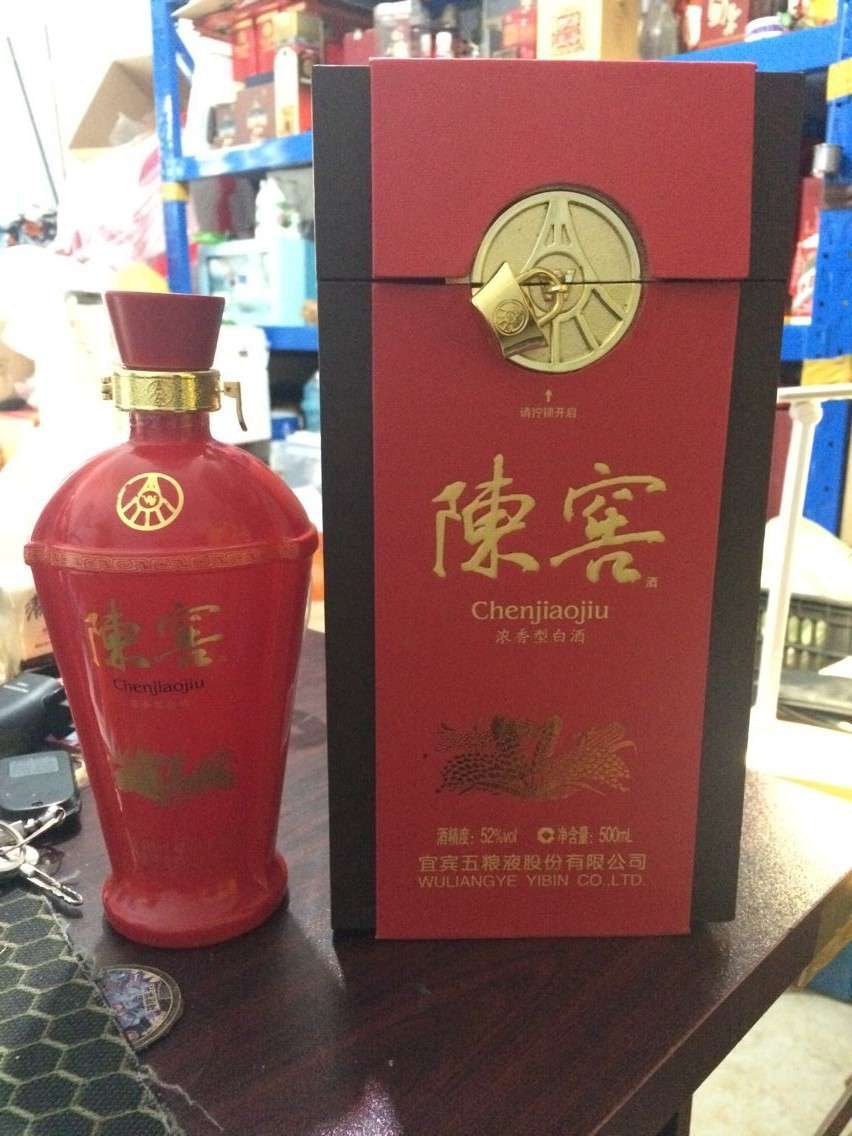 请拧锁开启
陳窖
酒
Chenjiaojiu
浓香型白酒
酒精度：52%vol 净含量：500mL
宜宾五粮液股份有限公司
WULIANGYE YIBIN CO.,LTD.
陳窖
Chenjiaojiu